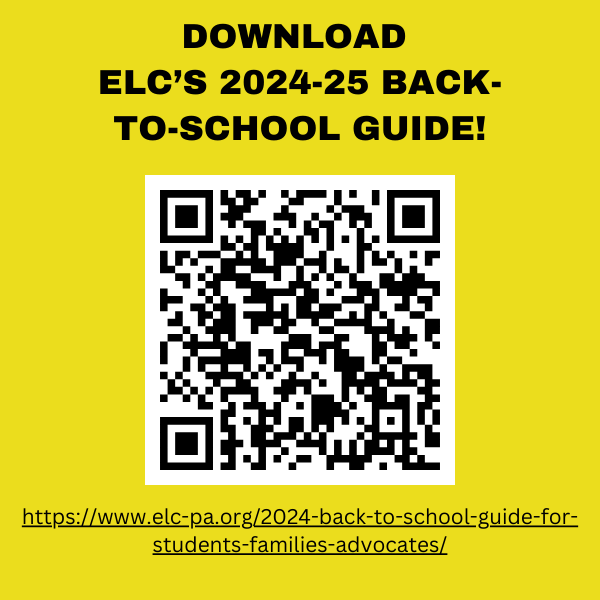 DOWNLOAD
ELC’S 2024-25 BACK-
TO-SCHOOL GUIDE!
https://www.elc-pa.org/2024-back-to-school-guide-for-
students-families-advocates/